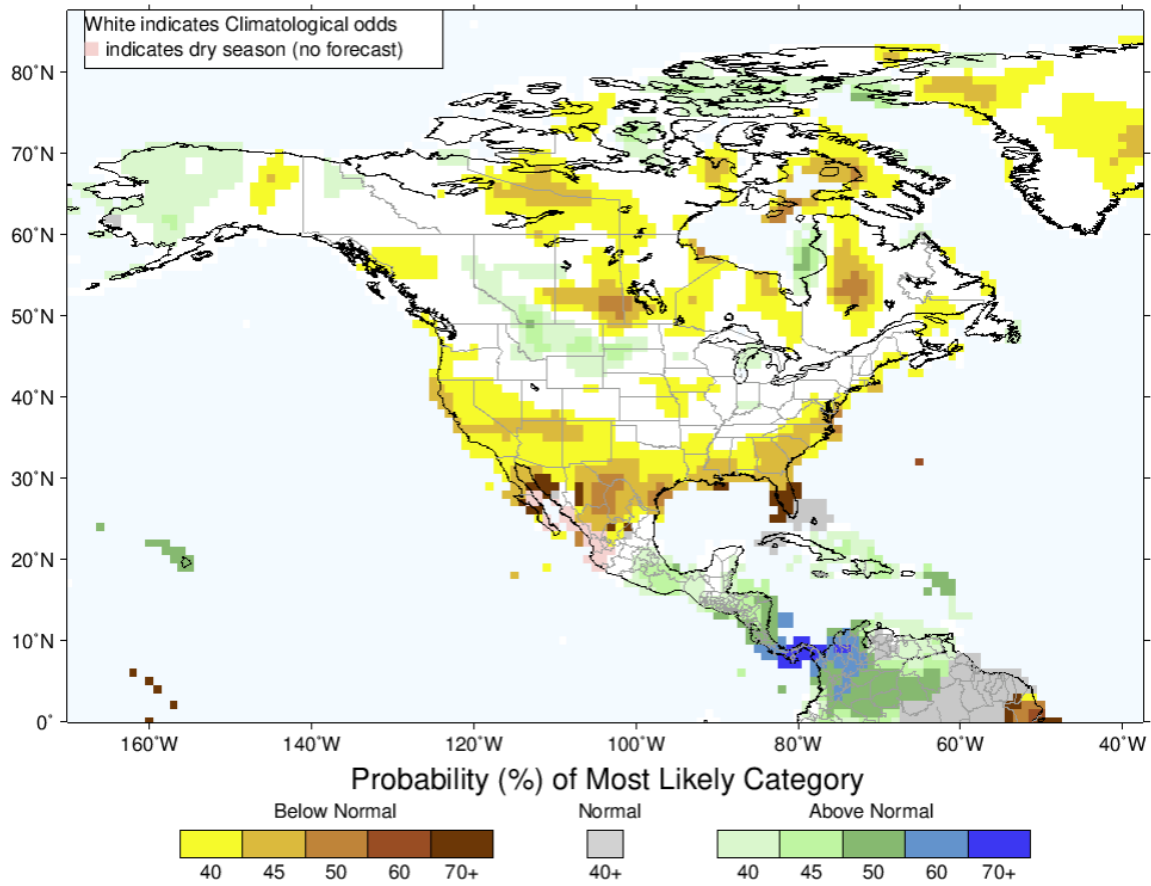 White indicates Climatological odds
indicates dry season (no forecast)
80°N
70°N
60°N
50°N
40°N
30°N
20°N
10°N
0°
160°W 140°W 120°W 100°W 80°W 60°W 40°W
Probability (%) of Most Likely Category
Below Normal Normal Above Normal
40 45 50 60 70+ 40+ 40 45 50 60 70+